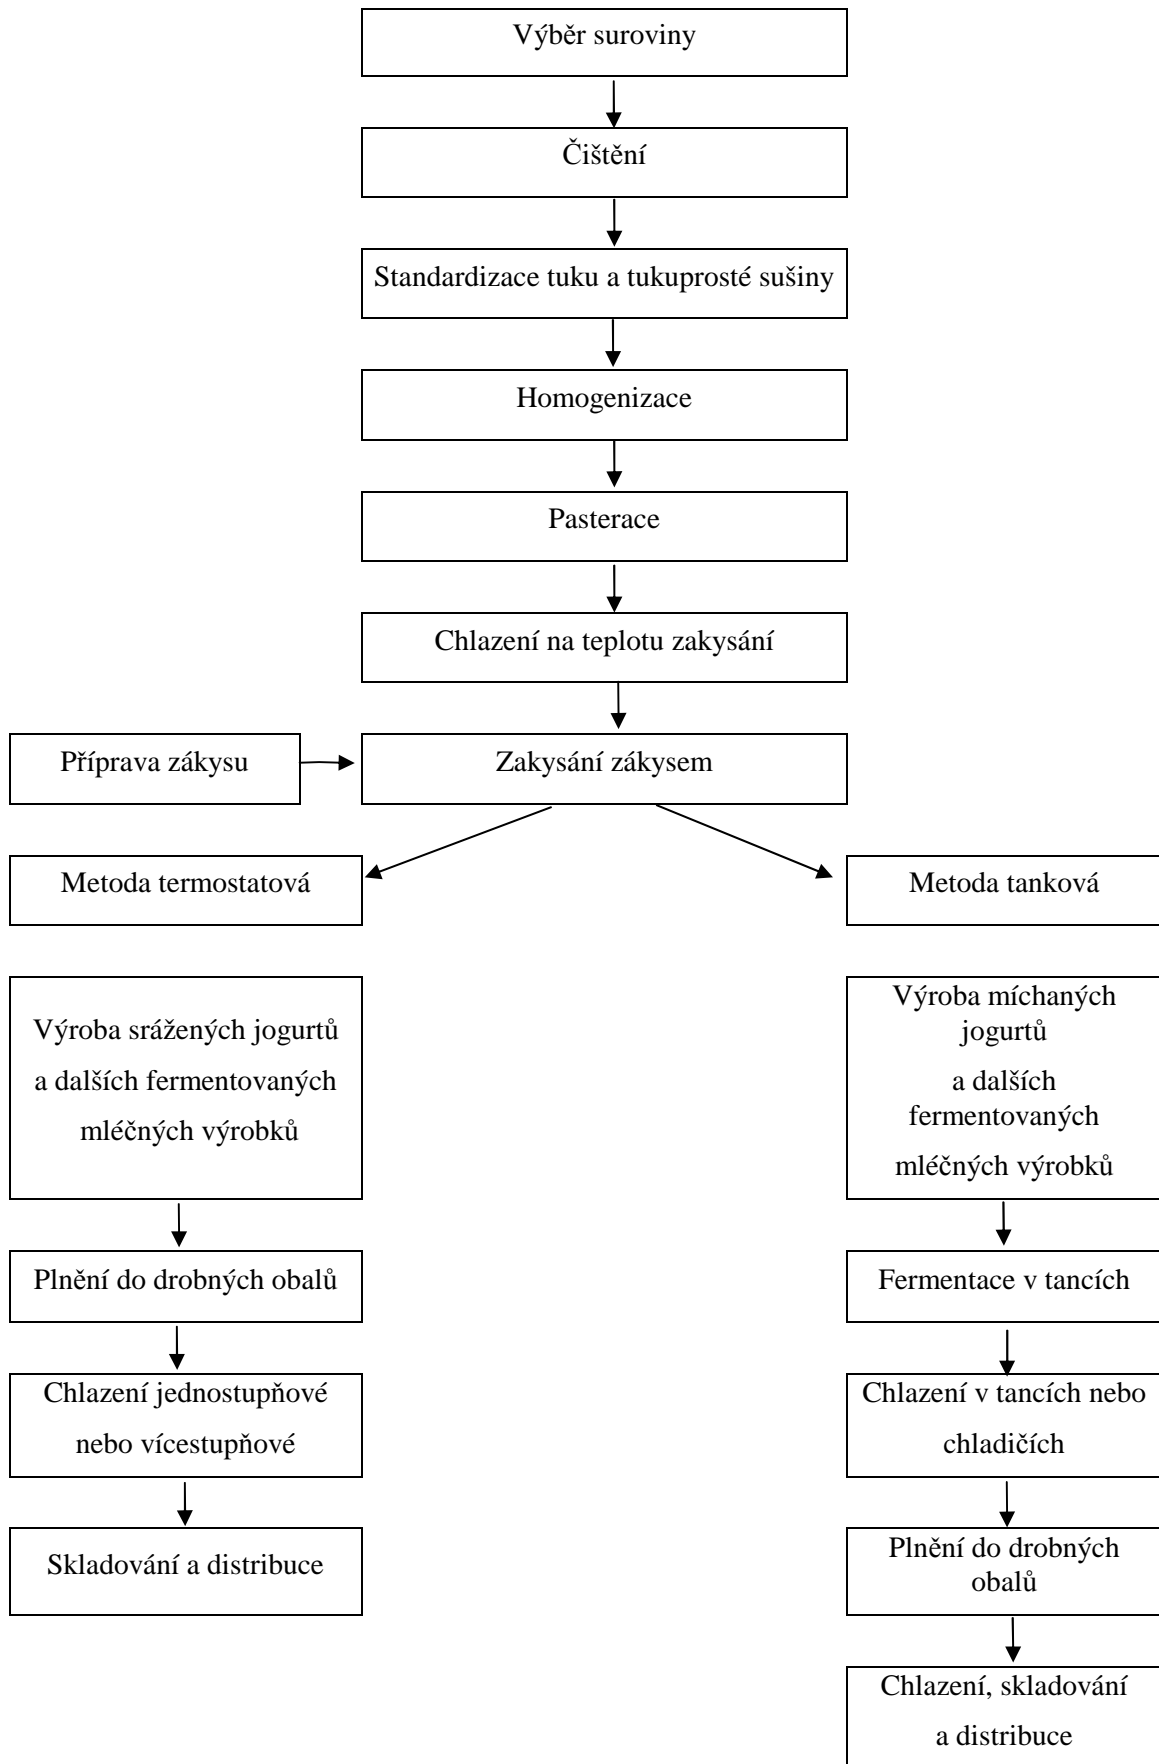 Výběr suroviny
Čištění
Standardizace tuku a tukuprosté sušiny
Homogenizace
Pasterace
Chlazení na teplotu zakysání
Příprava zákysu
Zakysání zákysem
Metoda termostatová
Metoda tanková
Výroba srážených jogurtů
a dalších fermentovaných
mléčných výrobků
Výroba míchaných
jogurtů
a dalších
fermentovaných
mléčných výrobků
Plnění do drobných obalů
Fermentace v tancích
Chlazení jednostupňové
nebo vícestupňové
Chlazení v tancích nebo
chladičích
Skladování a distribuce
Plnění do drobných
obalů
Chlazení, skladování
a distribuce